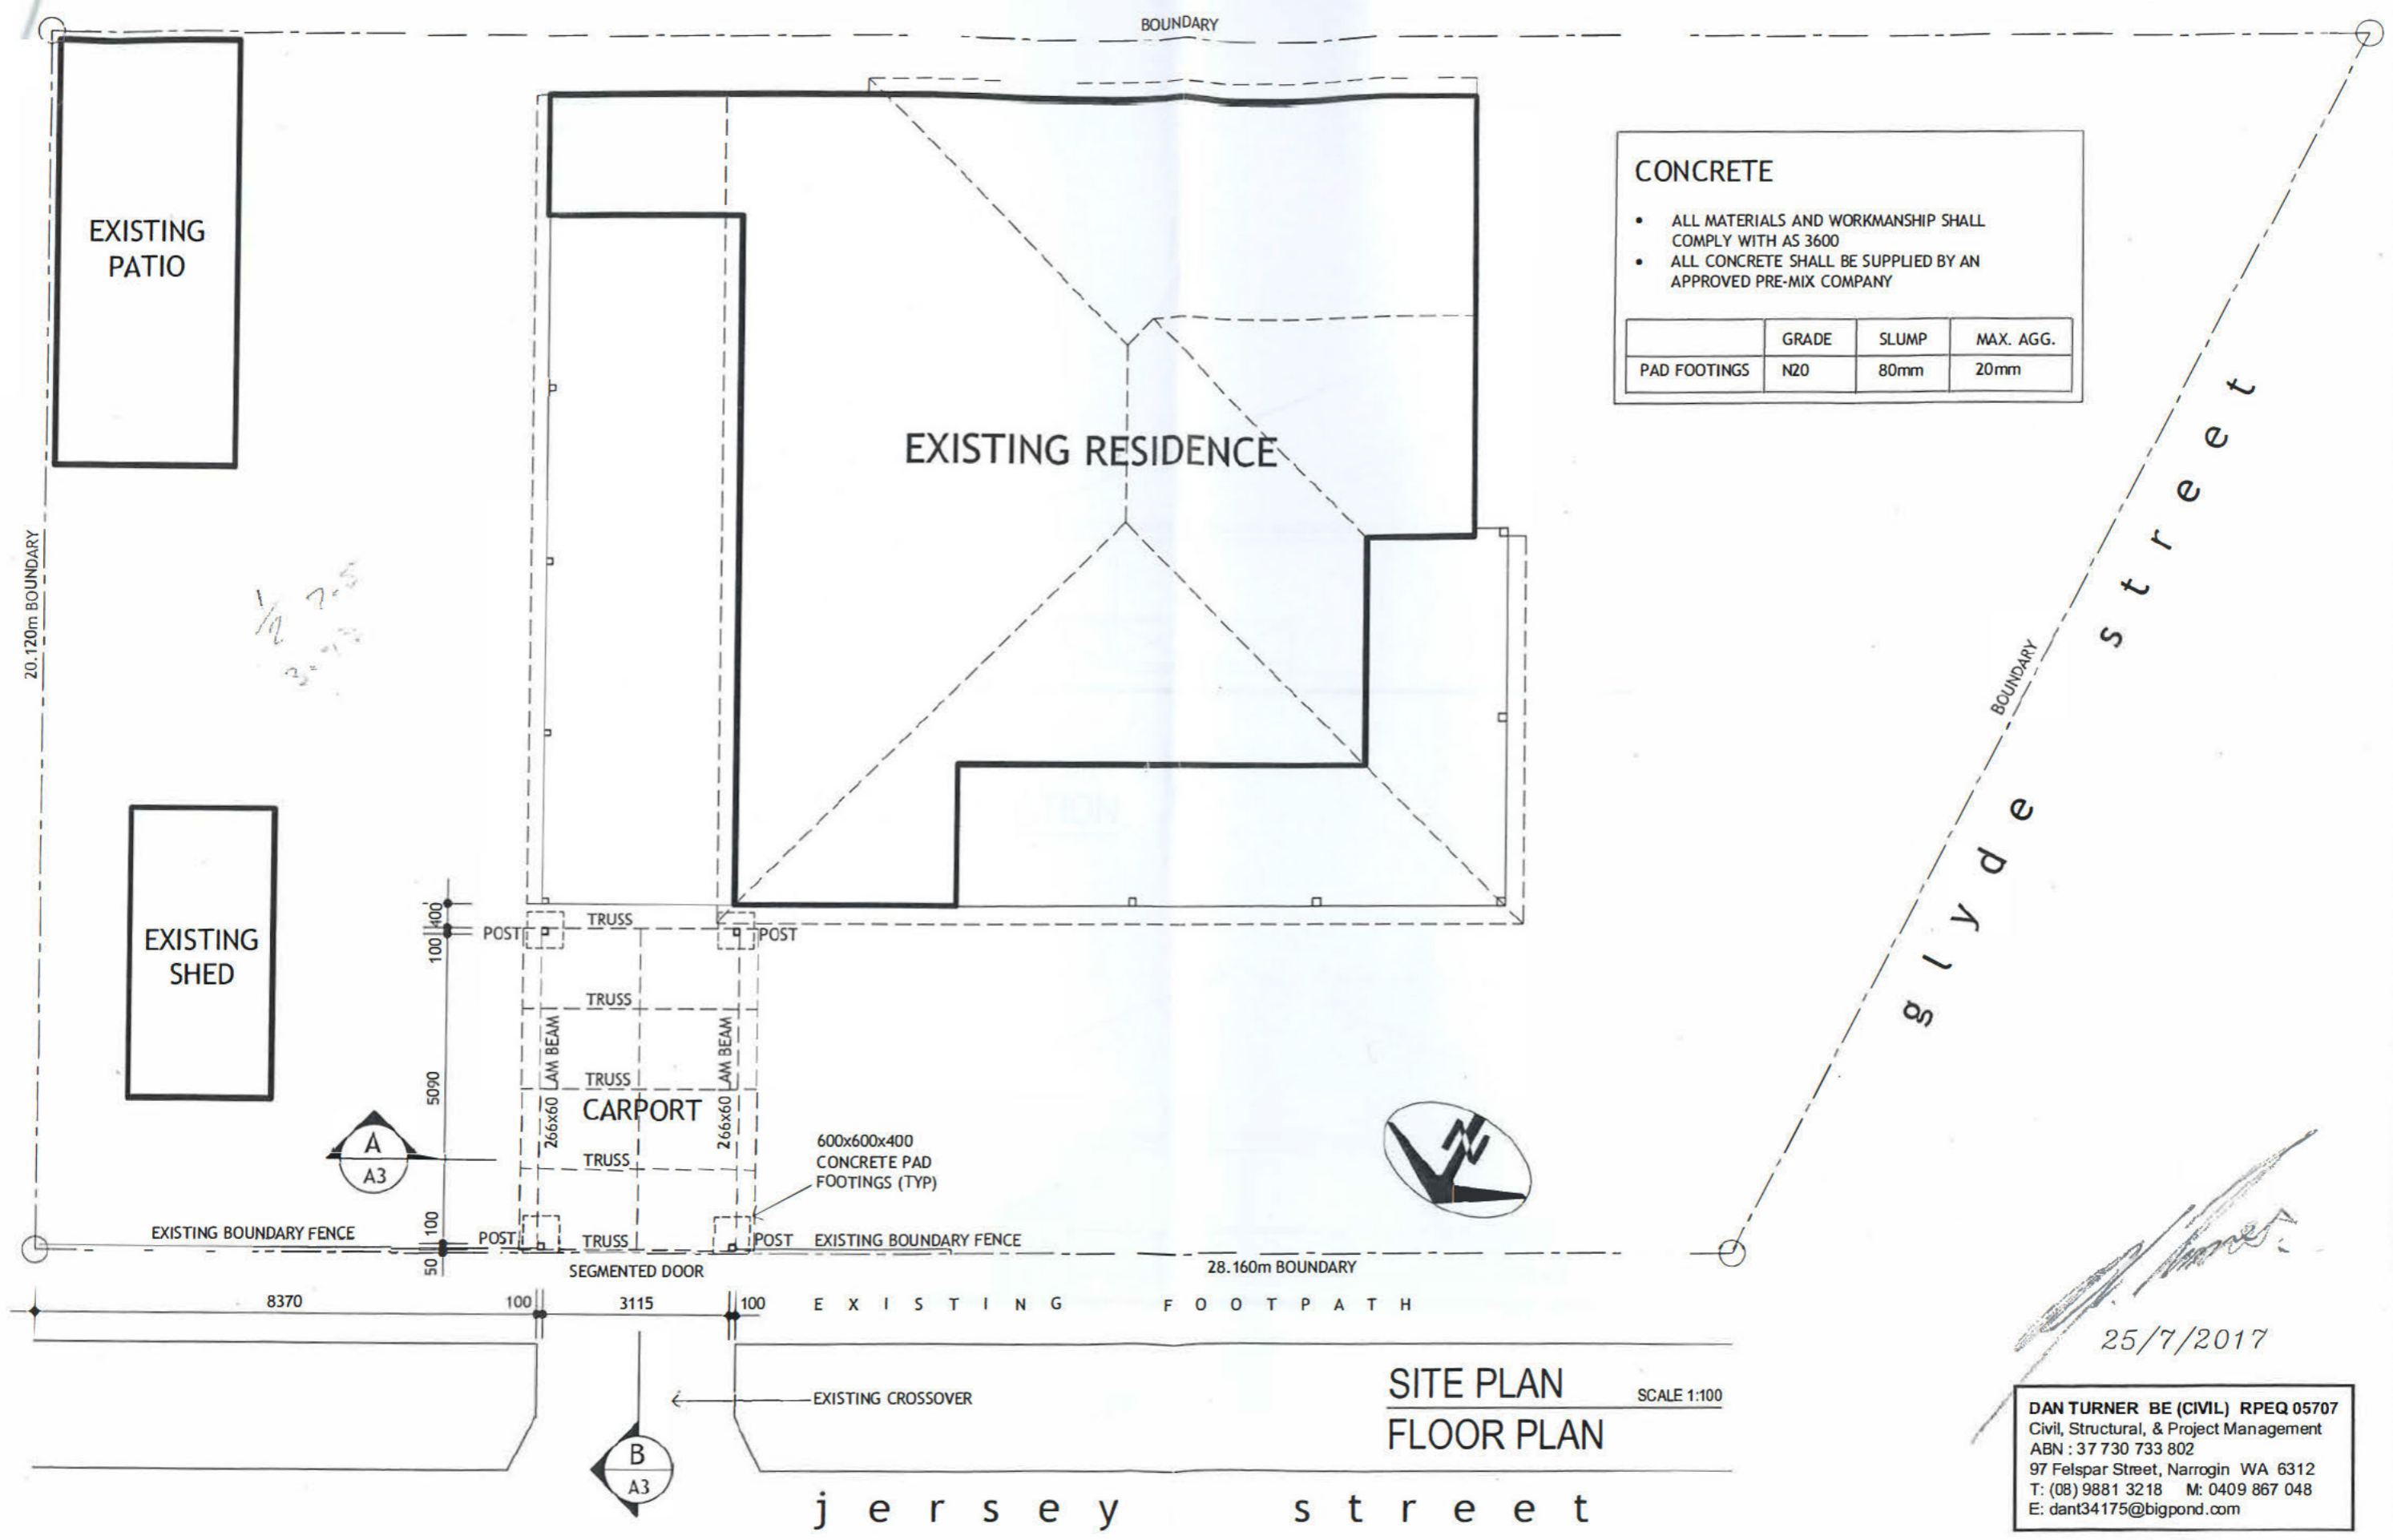 BOUNDARY
EXISTING
PATIO
CONCRETE
• ALL MATERIALS AND WORKMANSHIP SHALL
COMPLY WITH AS 3600
• ALL CONCRETE SHALL BE SUPPLIED BY AN
APPROVED PRE-MIX COMPANY
GRADE SLUMP MAX. AGG.
PAD FOOTINGS N20 80mm 20mm
EXISTING RESIDENCE
20.120m BOUNDARY
BOUNDARY
glyde street
EXISTING
SHED
400
100
5090
100
50
POST
TRUSS
POST
TRUSS
266x60 LAM BEAM
266x60 LAM BEAM
TRUSS
CARPORT
TRUSS
A
A3
600x600x400
CONCRETE PAD
FOOTINGS (TYP)
N
EXISTING BOUNDARY FENCE
POST
TRUSS
POST
EXISTING BOUNDARY FENCE
SEGMENTED DOOR
28.160m BOUNDARY
8370 100 3115 100
EXISTING FOOTPATH
EXISTING CROSSOVER
B
A3
SITE PLAN SCALE 1:100
FLOOR PLAN
jersey street
25/7/2017
DAN TURNER BE (CIVIL) RPEQ 05707
Civil, Structural, & Project Management
ABN : 37 730 733 802
97 Felspar Street, Narrogin WA 6312
T: (08) 9881 3218 M: 0409 867 048
E: dant34175@bigpond.com